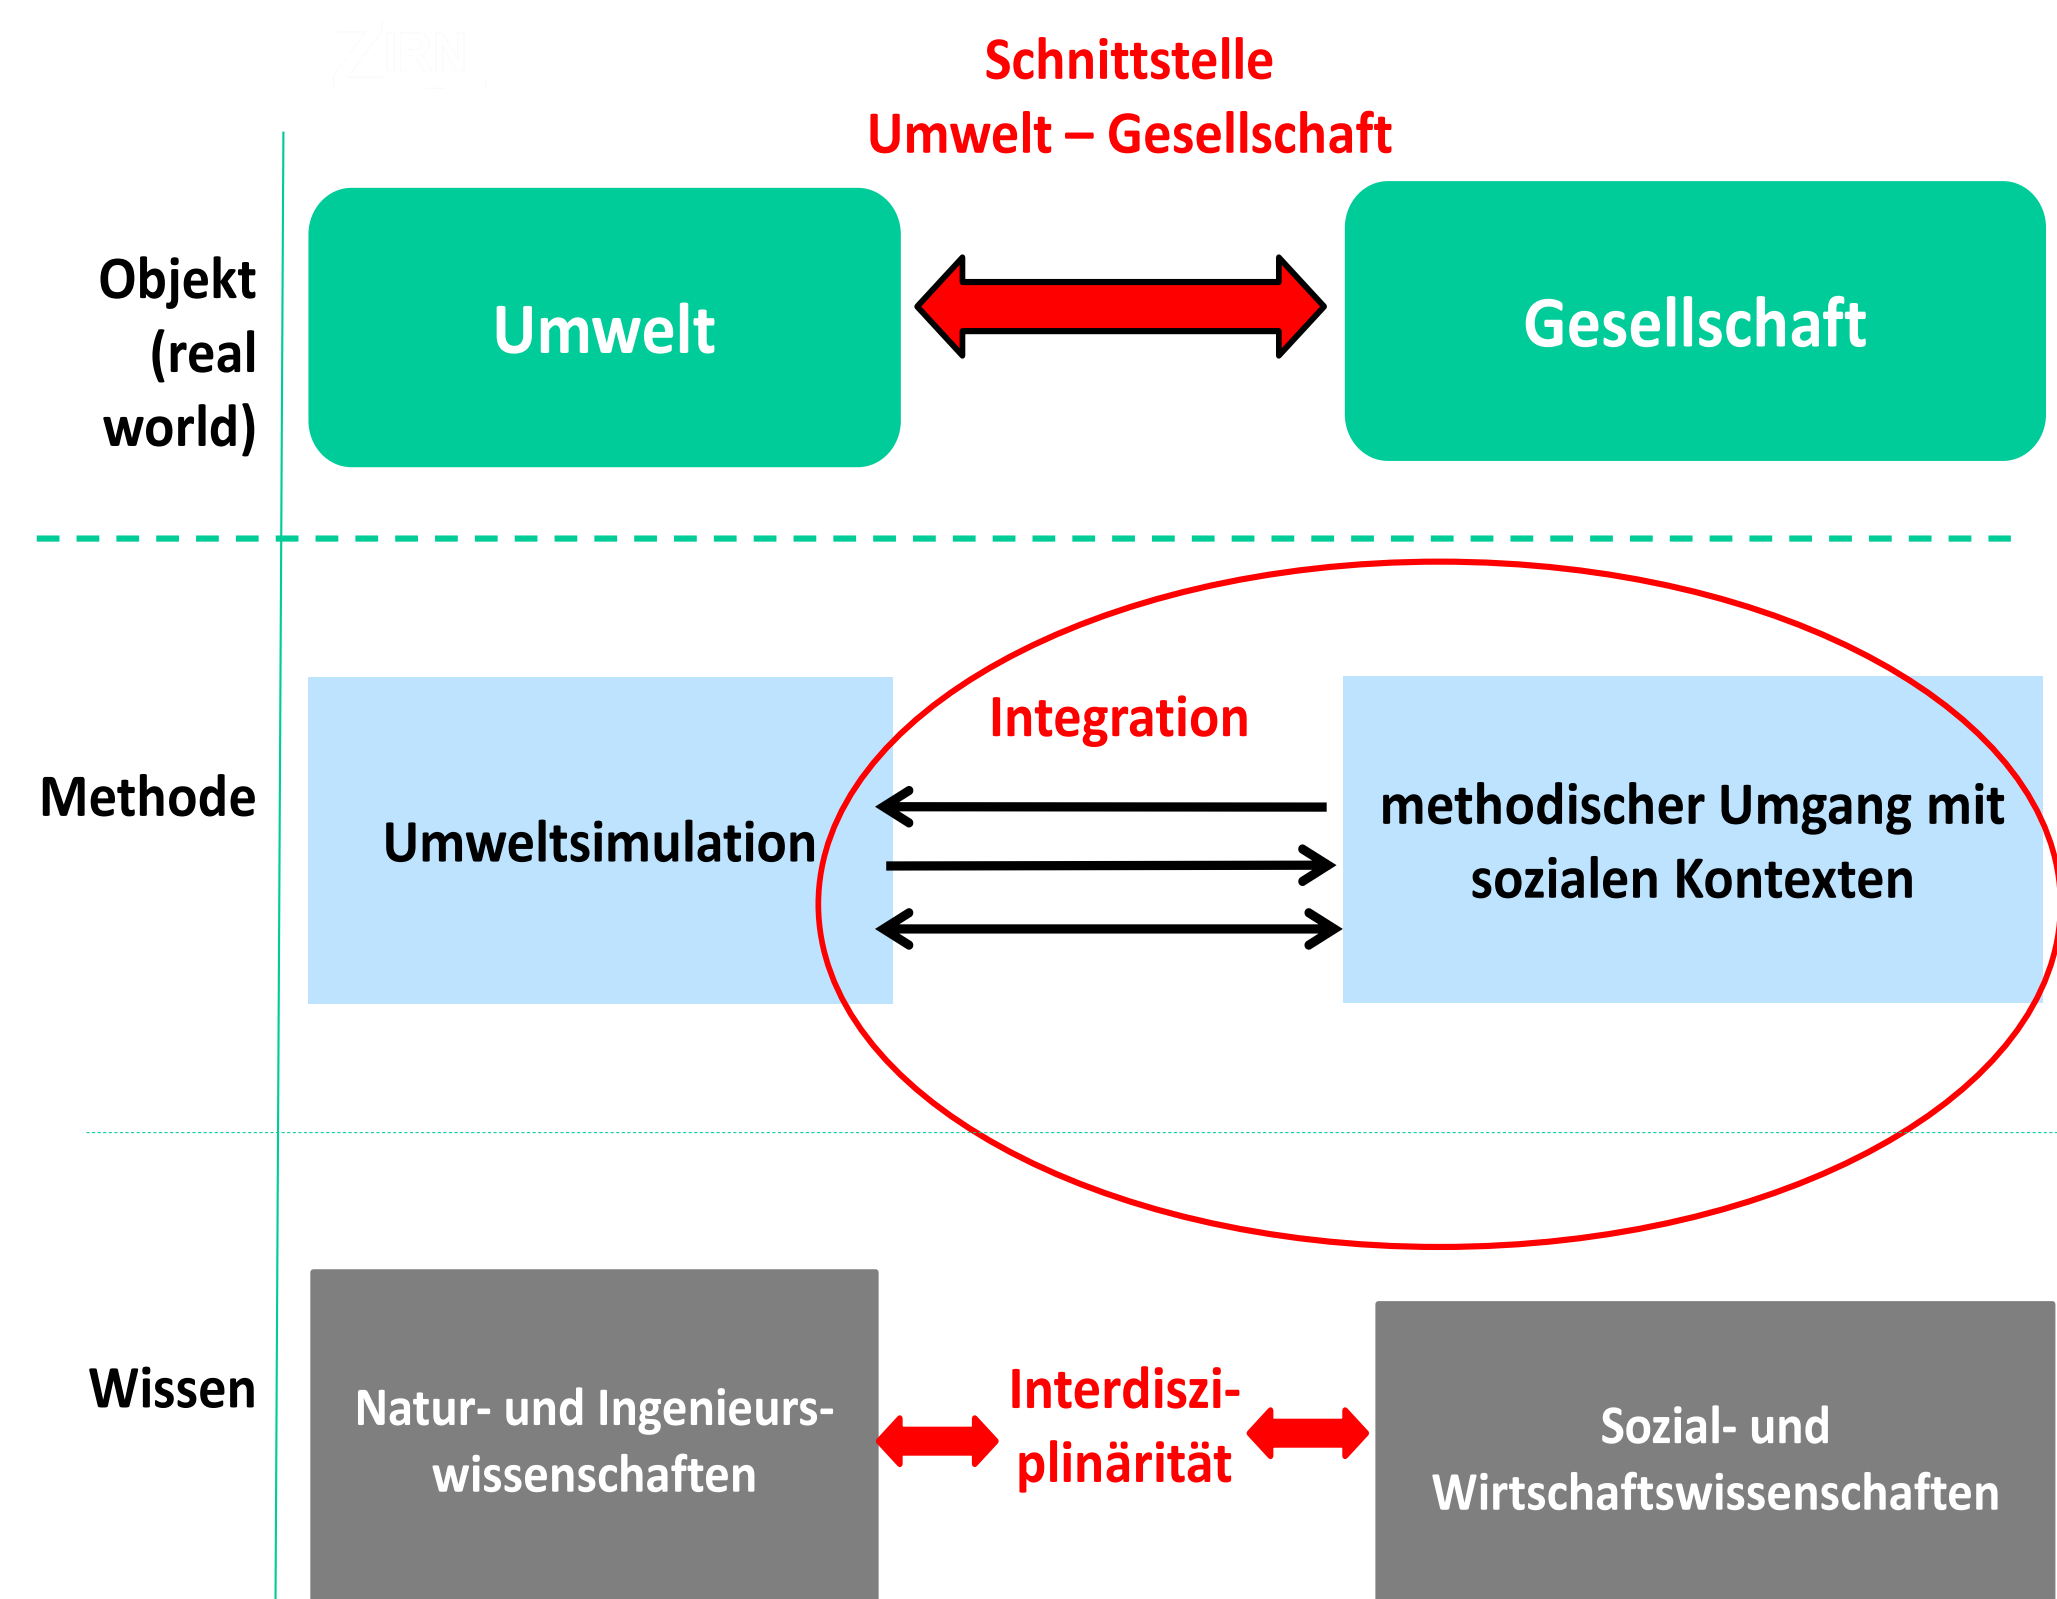 ZIRN
Schnittstelle
Umwelt – Gesellschaft
Objekt
(real
world)
Umwelt
Gesellschaft
Methode
Umweltsimulation
Integration
methodischer Umgang mit
sozialen Kontexten
Wissen
Natur- und Ingenieurs-
wissenschaften
Interdiszi-
plinärität
Sozial- und
Wirtschaftswissenschaften